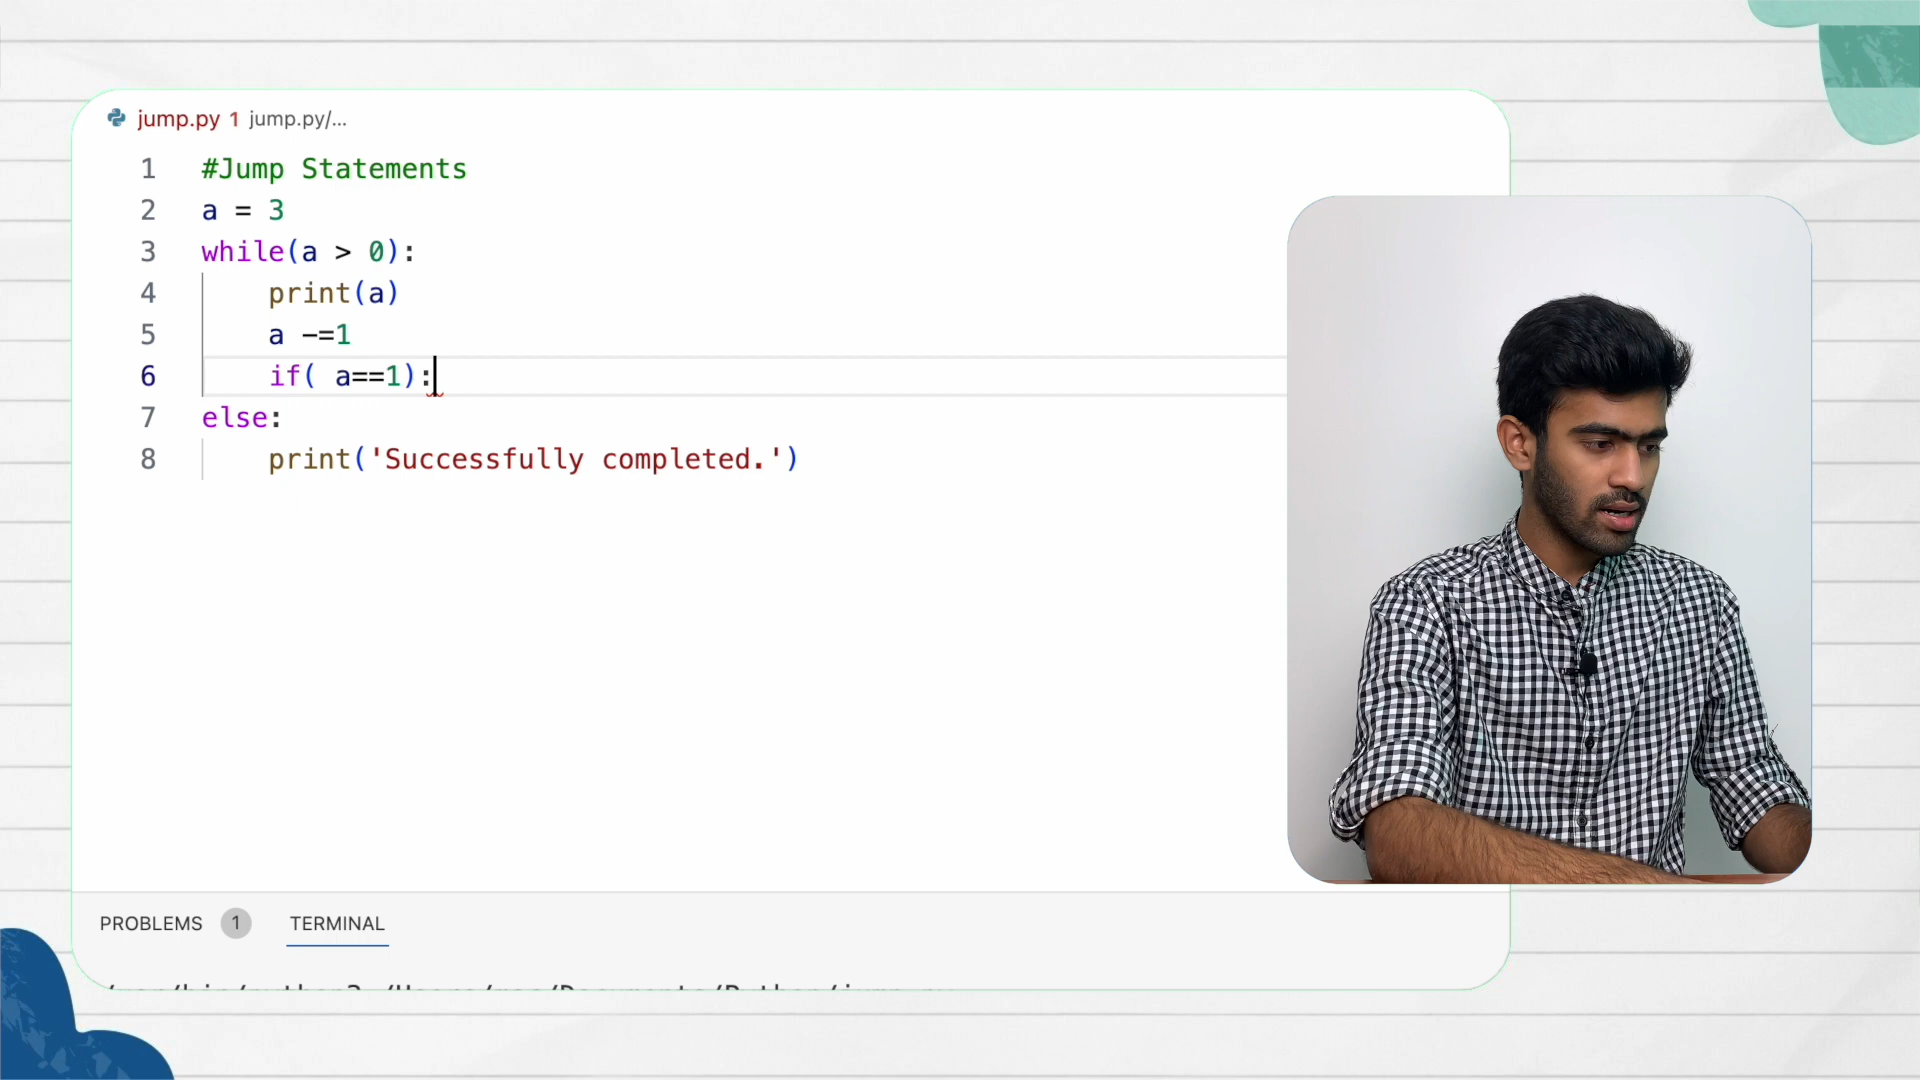 jump.py 1 jump.py/...
1 #Jump Statements
2 a = 3
3 while(a > 0):
4     print(a)
5     a -=1
6     if( a==1):
7 else:
8     print('Successfully completed.')
PROBLEMS 1 TERMINAL